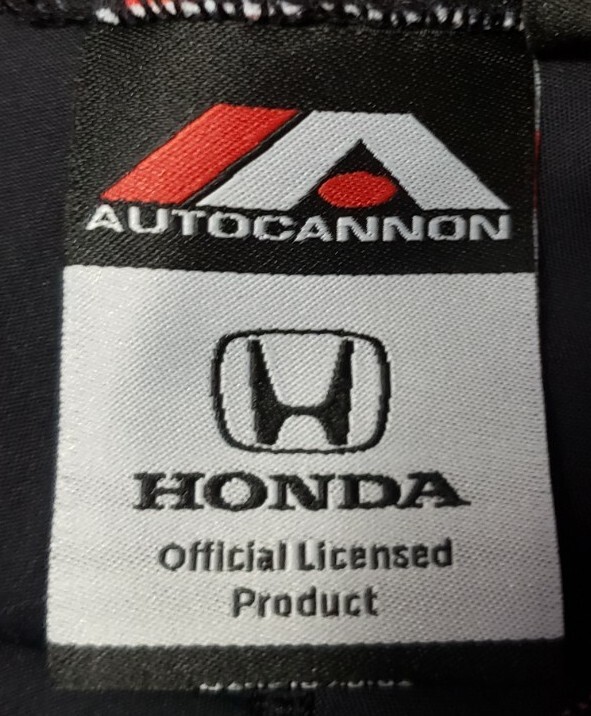 AUTOCANNON
HONDA
Official Licensed
Product